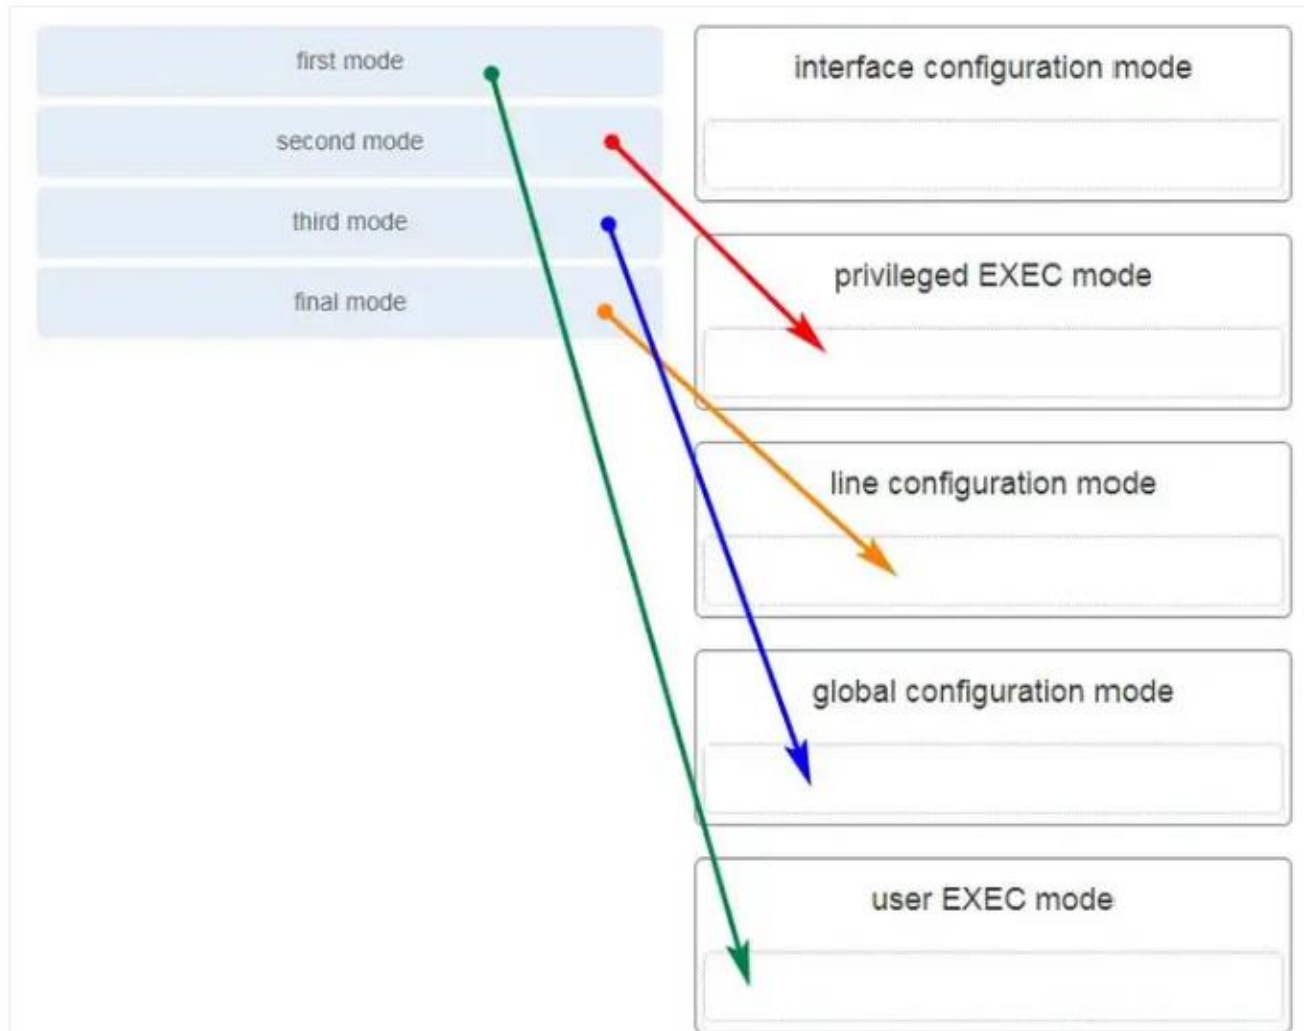 first mode
second mode
third mode
final mode
interface configuration mode
privileged EXEC mode
line configuration mode
global configuration mode
user EXEC mode